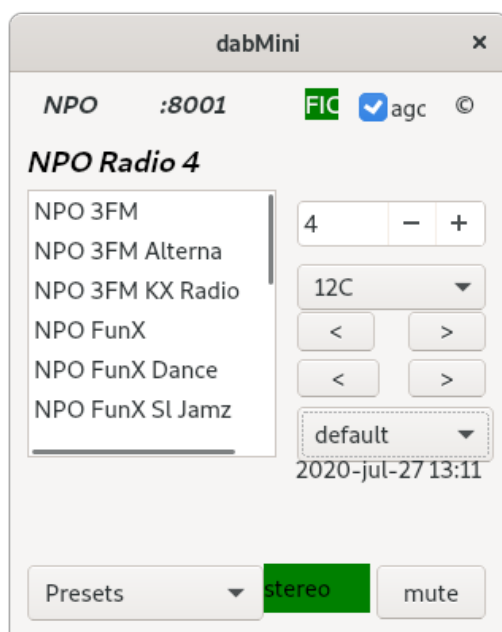 dabMini ×
NPO :8001 FIC agc ©
NPO Radio 4
NPO 3FM
NPO 3FM Alterna
NPO 3FM KX Radio
NPO FunX
NPO FunX Dance
NPO FunX Sl Jamz
4 − +
12C
< >
< >
default
2020-jul-27 13:11
Presets stereo mute